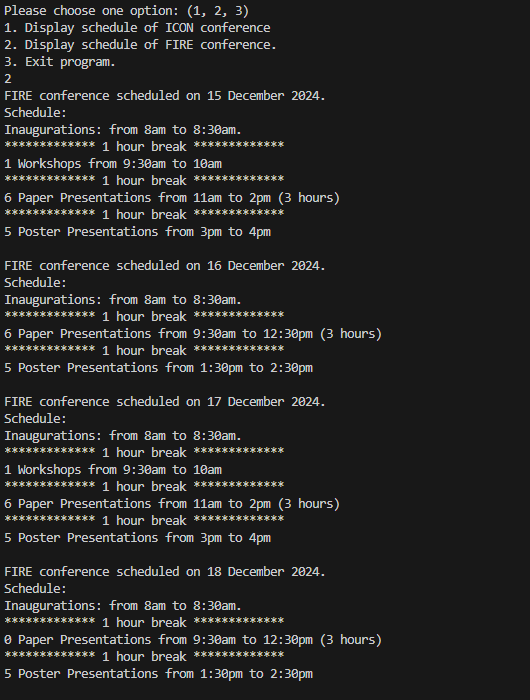 Please choose one option: (1, 2, 3)
1. Display schedule of ICON conference
2. Display schedule of FIRE conference.
3. Exit program.
2
FIRE conference scheduled on 15 December 2024.
Schedule:
Inaugurations: from 8am to 8:30am.
************* 1 hour break *************
1 Workshops from 9:30am to 10am
************* 1 hour break *************
6 Paper Presentations from 11am to 2pm (3 hours)
************* 1 hour break *************
5 Poster Presentations from 3pm to 4pm

FIRE conference scheduled on 16 December 2024.
Schedule:
Inaugurations: from 8am to 8:30am.
************* 1 hour break *************
6 Paper Presentations from 9:30am to 12:30pm (3 hours)
************* 1 hour break *************
5 Poster Presentations from 1:30pm to 2:30pm

FIRE conference scheduled on 17 December 2024.
Schedule:
Inaugurations: from 8am to 8:30am.
************* 1 hour break *************
1 Workshops from 9:30am to 10am
************* 1 hour break *************
6 Paper Presentations from 11am to 2pm (3 hours)
************* 1 hour break *************
5 Poster Presentations from 3pm to 4pm

FIRE conference scheduled on 18 December 2024.
Schedule:
Inaugurations: from 8am to 8:30am.
************* 1 hour break *************
0 Paper Presentations from 9:30am to 12:30pm (3 hours)
************* 1 hour break *************
5 Poster Presentations from 1:30pm to 2:30pm